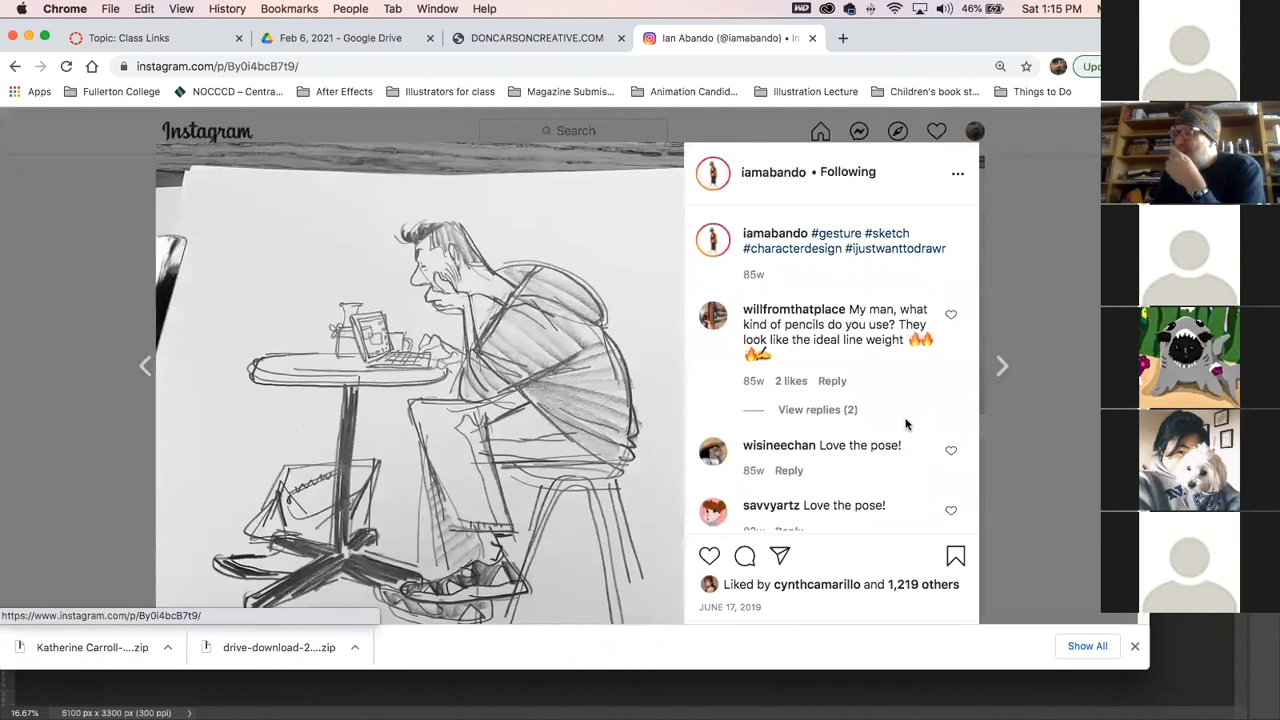 Chrome File Edit View History Bookmarks People Tab Window Help 46% Sat 1:15 PM
Topic: Class Links × Feb 6, 2021 - Google Drive × DONCARSONCREATIVE.COM × Ian Abando (@iamabando) • In ×
instagram.com/p/By0i4bcB7t9/
Apps Fullerton College NOCCCD – Centra... After Effects Illustrators for class Magazine Submis... Animation Candid... Illustration Lecture Children's book st... Things to Do
Instagram Search
iamabando • Following
iamabando #gesture #sketch
#characterdesign #ijustwanttodrawr
85w
willfromthatplace My man, what
kind of pencils do you use? They
look like the ideal line weight 🔥🔥
🔥✍️
85w 2 likes Reply
View replies (2)
wisineechan Love the pose!
85w Reply
savvyartz Love the pose!
Liked by cynthcamarillo and 1,219 others
JUNE 17, 2019
https://www.instagram.com/p/By0i4bcB7t9/
Katherine Carroll-....zip drive-download-2....zip Show All
16.67% 5100 px x 3300 px (300 ppi)